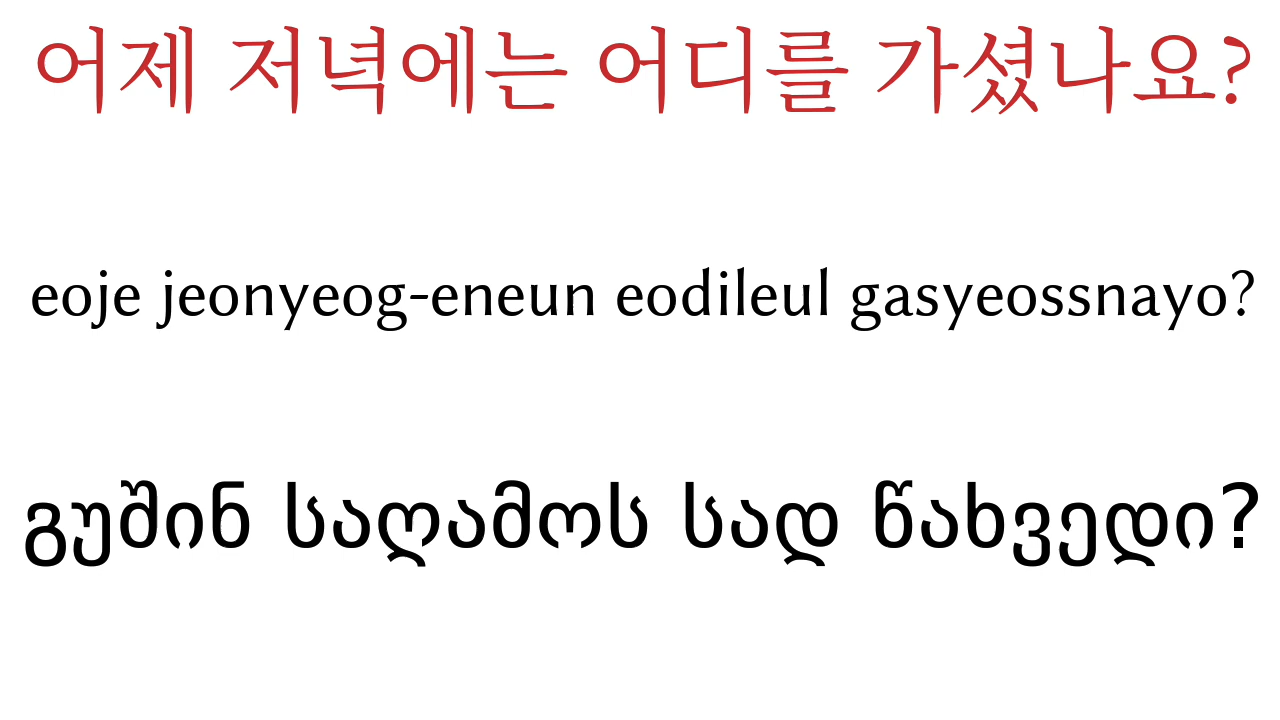 어제 저녁에는 어디를 가셨나요?
eoje jeonyeog-eneun eodileul gasyeossnayo?
გუშინ საღამოს სად წახვედი?